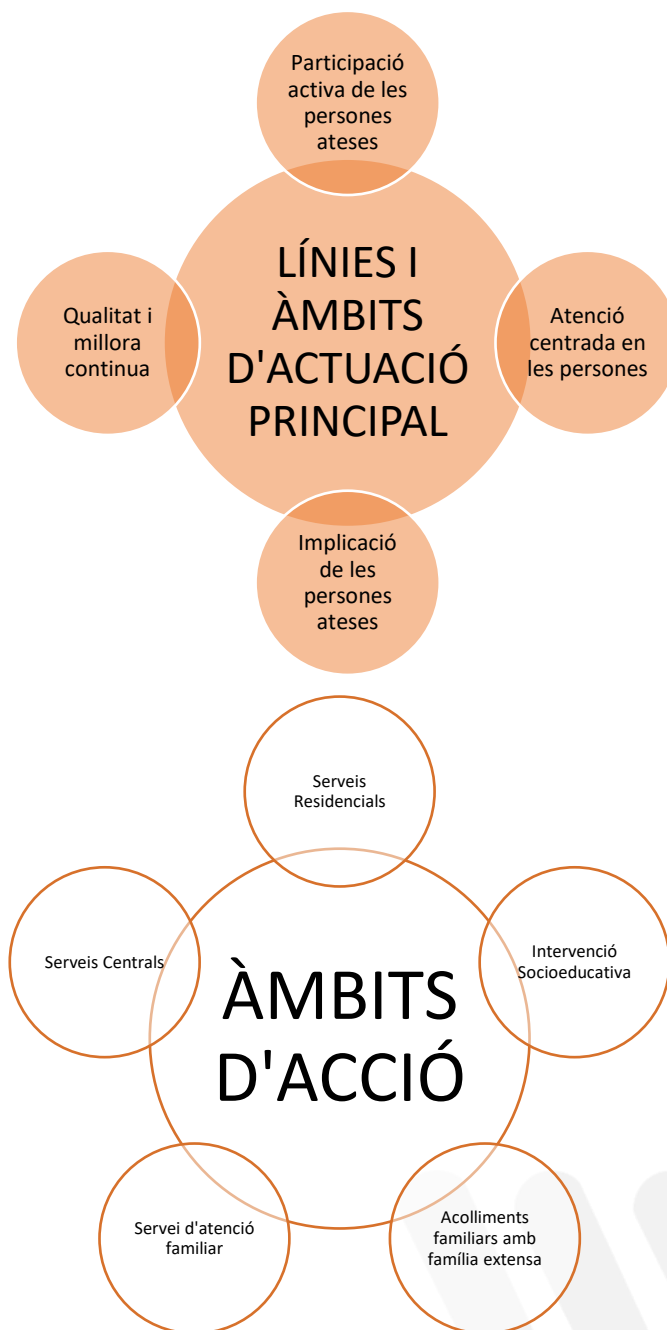 Participació
activa de les
persones
ateses
LÍNIES I
ÀMBITS
D'ACTUACIÓ
PRINCIPAL
Qualitat i
millora
continua
Atenció
centrada en
les persones
Implicació
de les
persones
ateses
Serveis
Residencials
Serveis Centrals
Intervenció
Socioeducativa
ÀMBITS
D'ACCIÓ
Servei d'atenció
familiar
Acolliments
familiars amb
família extensa